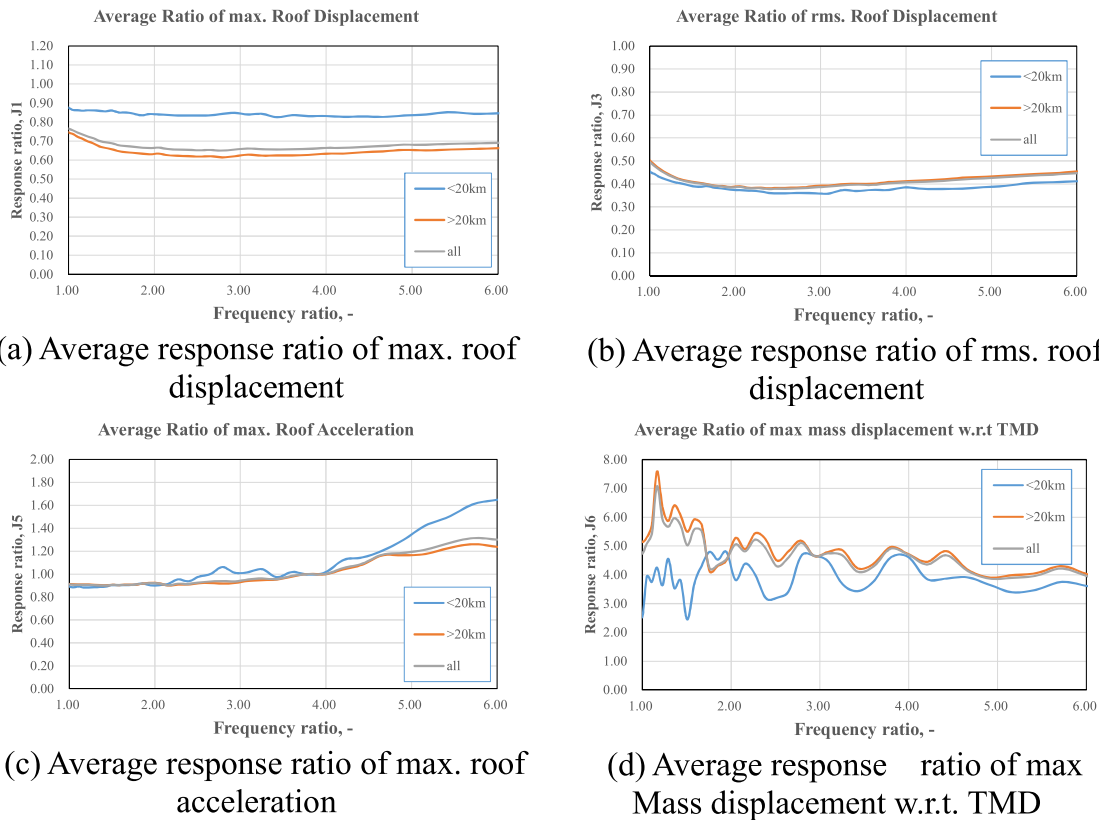 Average Ratio of max. Roof Displacement
1.20
1.10
1.00
0.90
0.80
0.70
0.60
0.50
0.40
0.30
0.20
0.10
0.00
Response ratio, J1
<20km
>20km
all
1.00 2.00 3.00 4.00 5.00 6.00
Frequency ratio, -
(a) Average response ratio of max. roof
displacement
Average Ratio of rms. Roof Displacement
1.00
0.90
0.80
0.70
0.60
0.50
0.40
0.30
0.20
0.10
0.00
Response ratio, J3
<20km
>20km
all
1.00 2.00 3.00 4.00 5.00 6.00
Frequency ratio, -
(b) Average response ratio of rms. roof
displacement
Average Ratio of max. Roof Acceleration
2.00
1.80
1.60
1.40
1.20
1.00
0.80
0.60
0.40
0.20
0.00
Response ratio, J5
<20km
>20km
all
1.00 2.00 3.00 4.00 5.00 6.00
Frequency ratio, -
(c) Average response ratio of max. roof
acceleration
Average Ratio of max mass displacement w.r.t TMD
8.00
7.00
6.00
5.00
4.00
3.00
2.00
1.00
0.00
Response ratio, J6
<20km
>20km
all
1.00 2.00 3.00 4.00 5.00 6.00
Frequency ratio, -
(d) Average response ratio of max
Mass displacement w.r.t. TMD